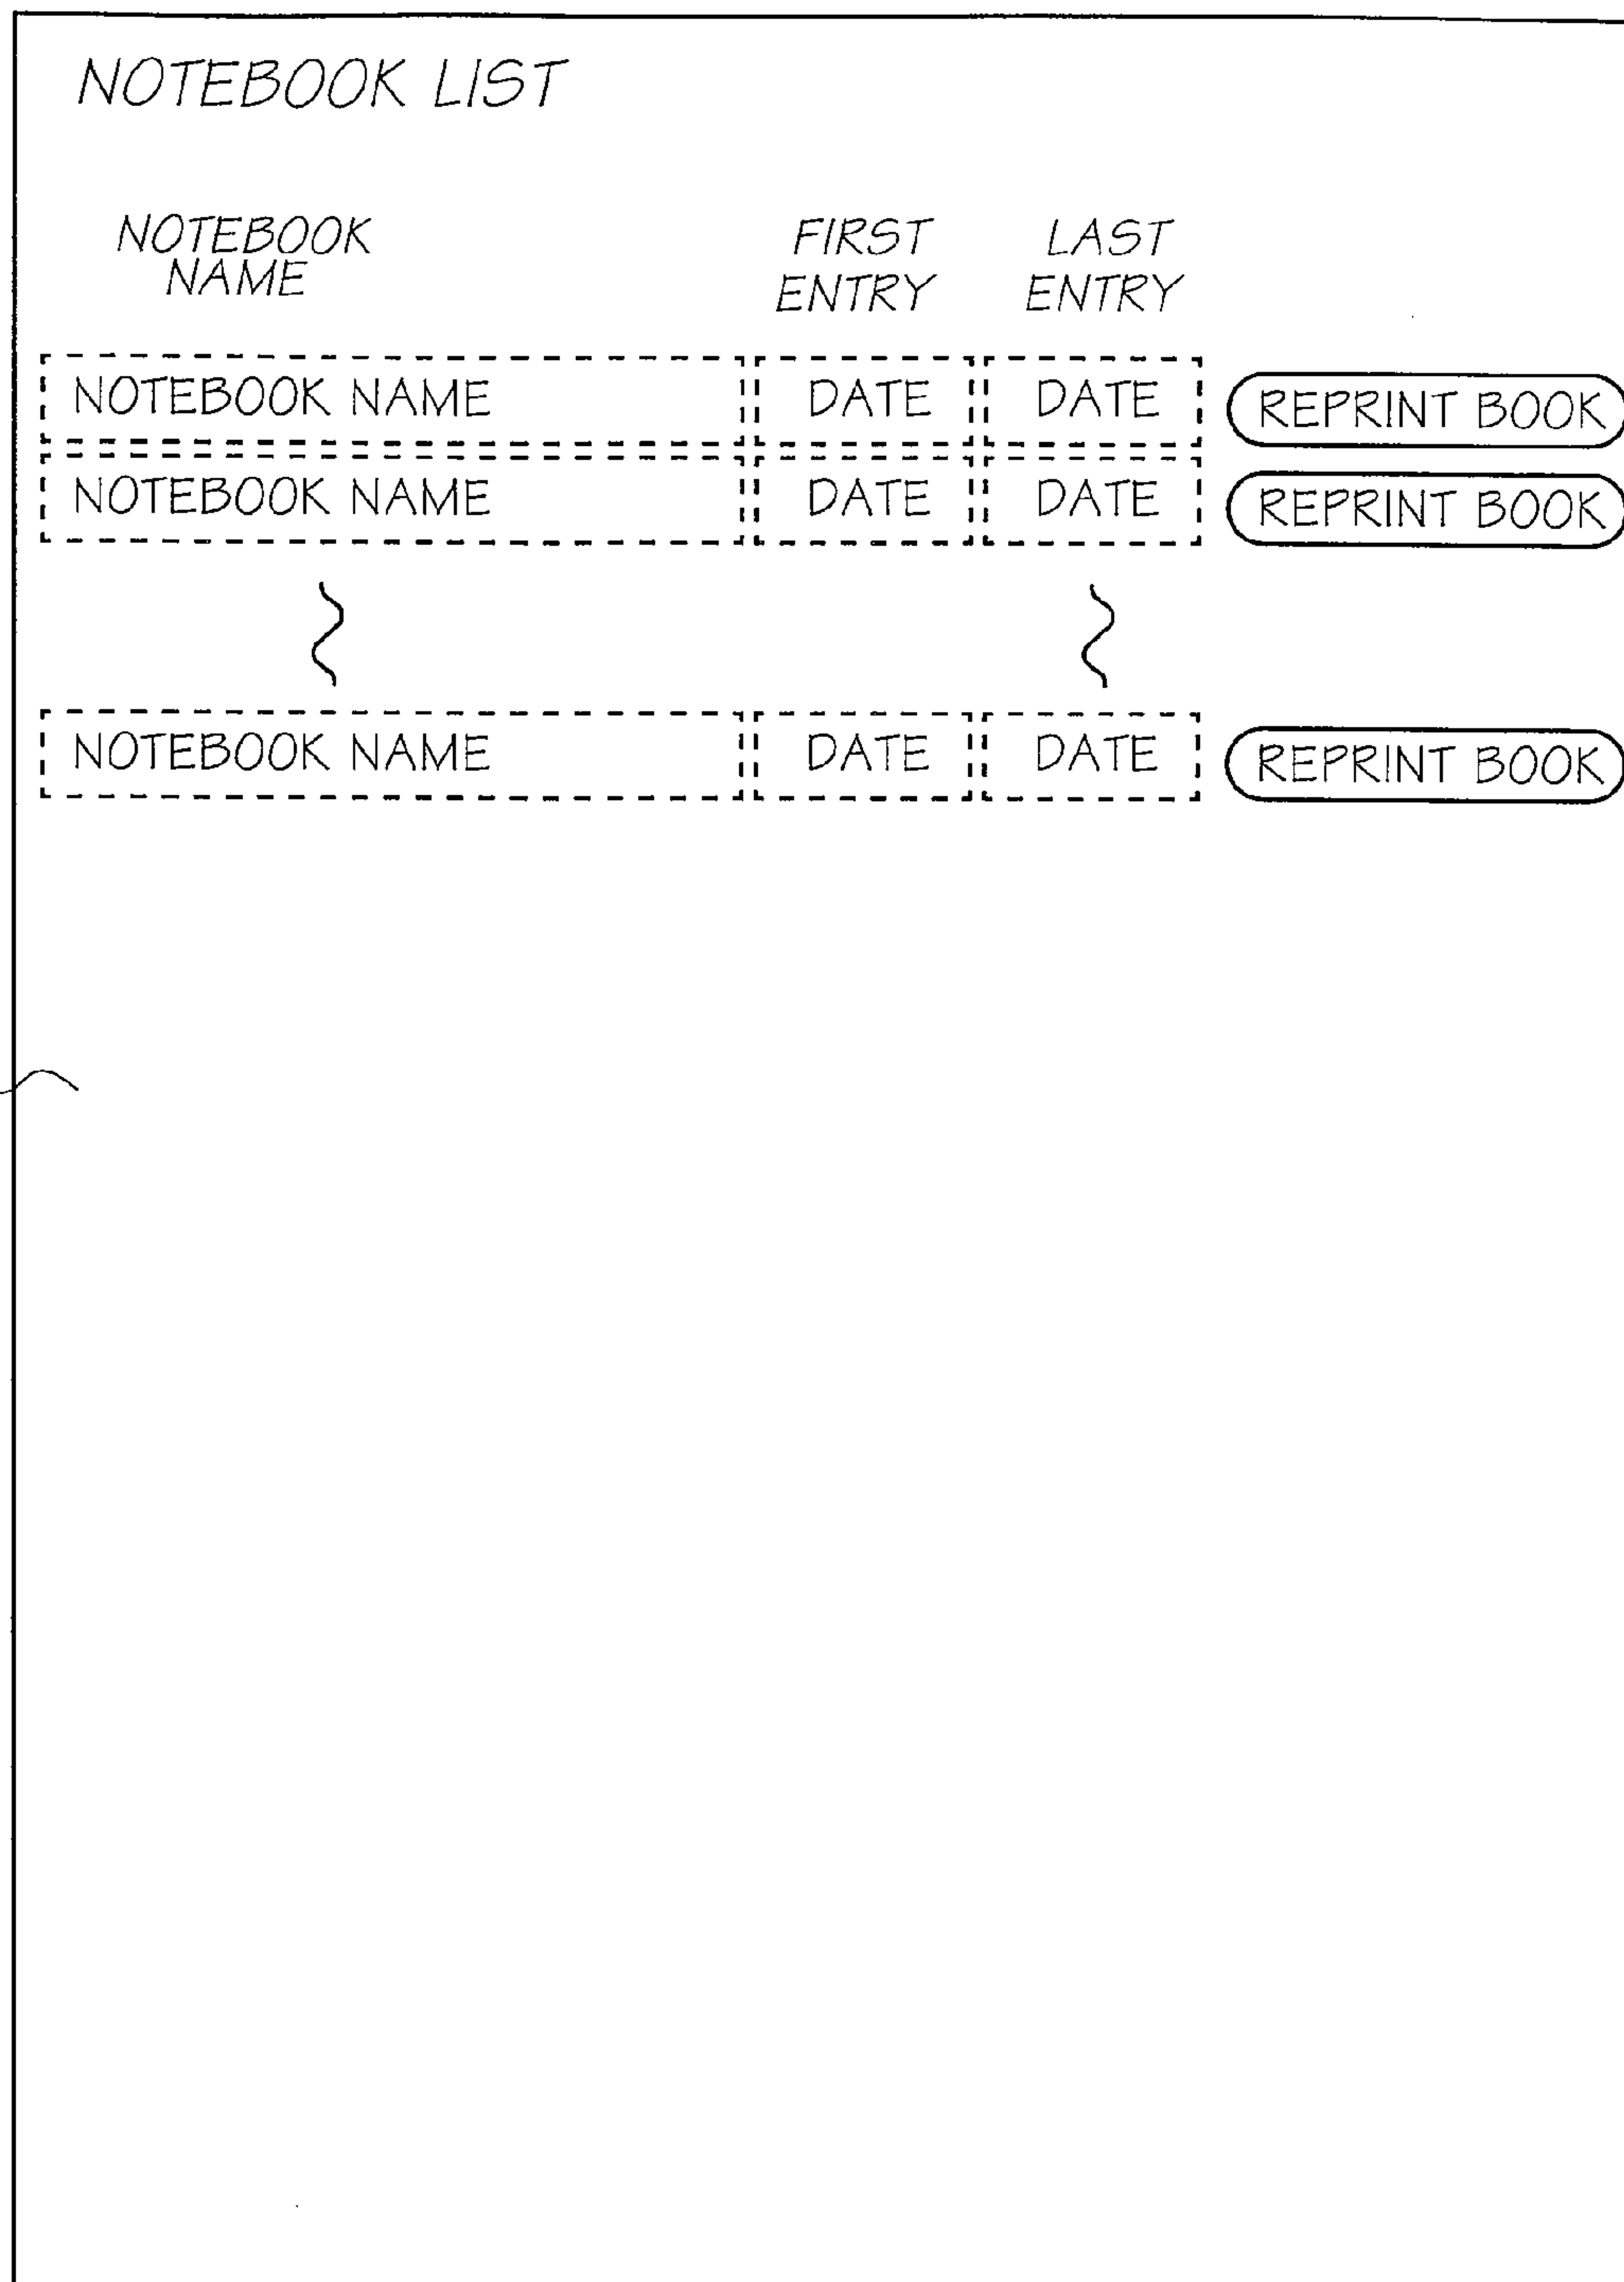 NOTEBOOK LIST
NOTEBOOK NAME FIRST ENTRY LAST ENTRY
NOTEBOOK NAME DATE DATE REPRINT BOOK
NOTEBOOK NAME DATE DATE REPRINT BOOK
NOTEBOOK NAME DATE DATE REPRINT BOOK